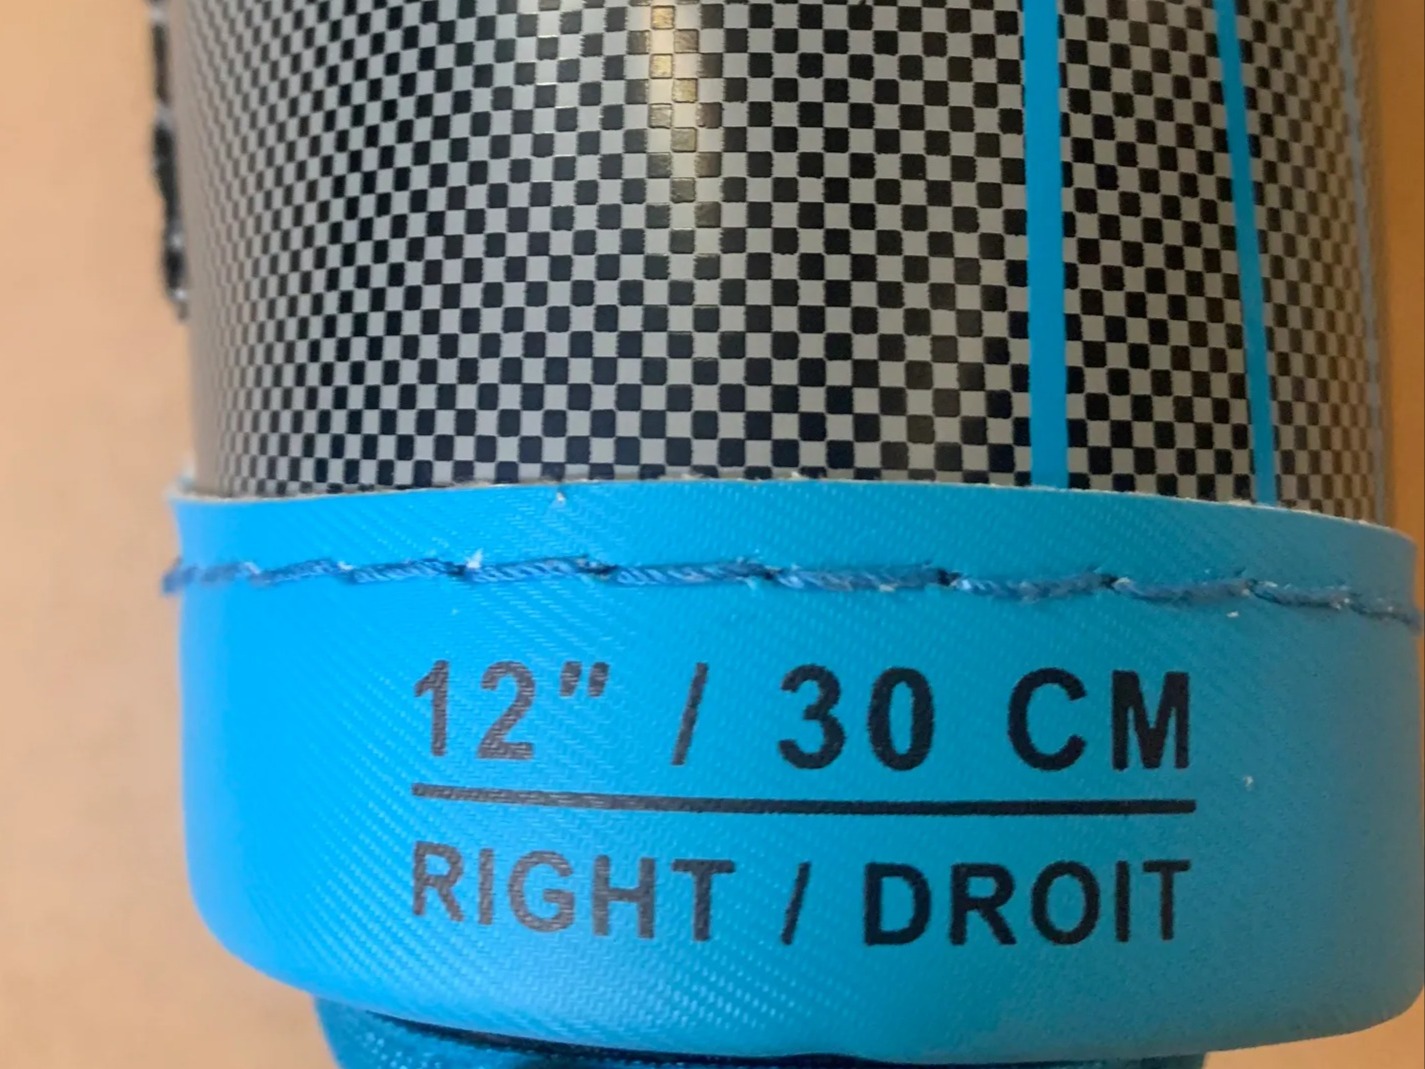 12" / 30 CM
RIGHT / DROIT